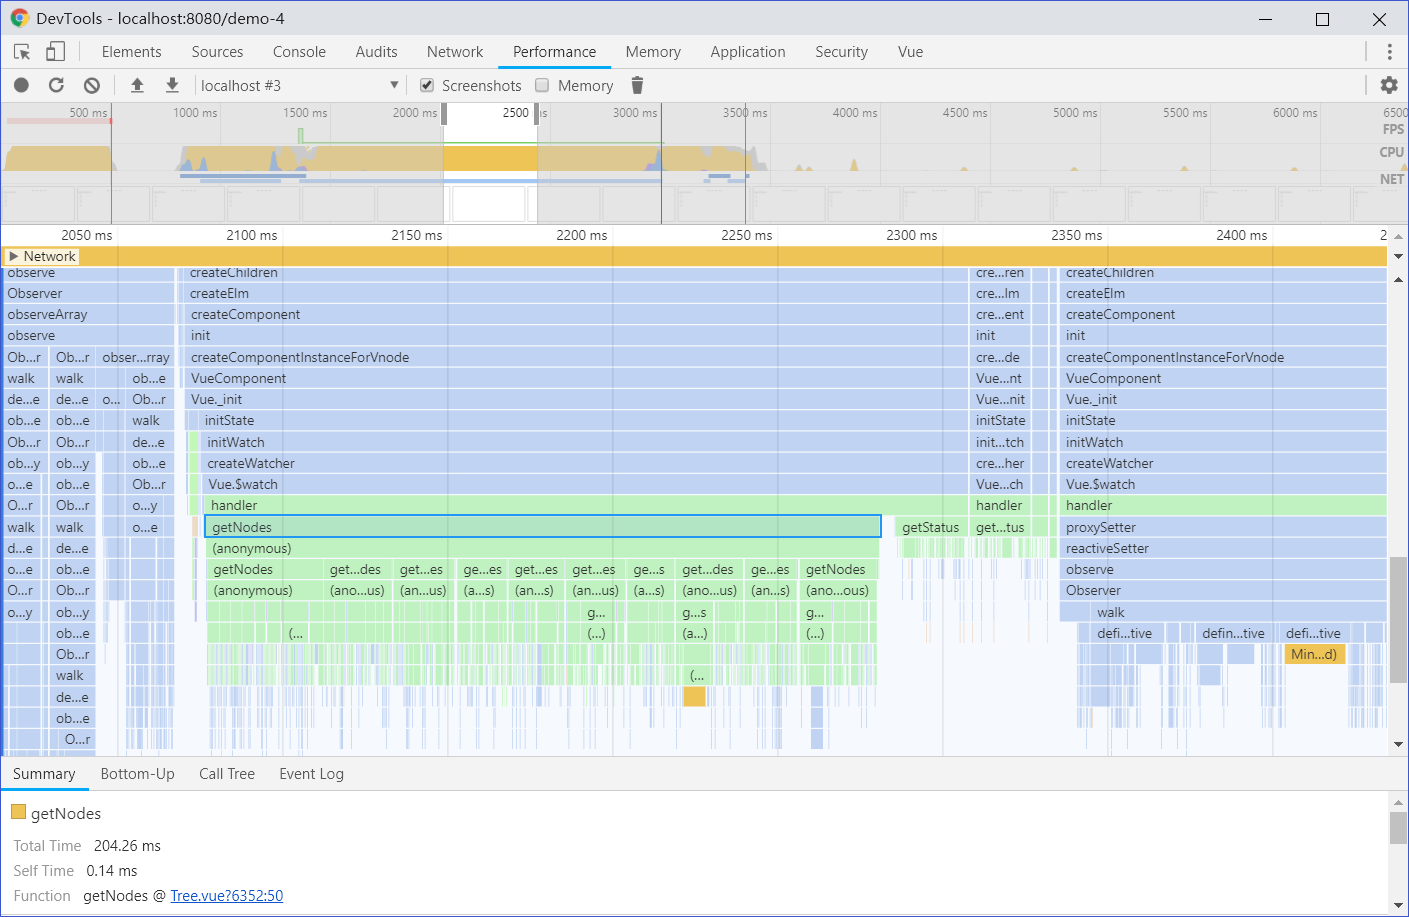 DevTools - localhost:8080/demo-4
Elements Sources Console Audits Network Performance Memory Application Security Vue
localhost #3 Screenshots Memory
500 ms 1000 ms 1500 ms 2000 ms 2500 ns 3000 ms 3500 ms 4000 ms 4500 ms 5000 ms 5500 ms 6000 ms 6500
FPS
CPU
NET
2050 ms 2100 ms 2150 ms 2200 ms 2250 ms 2300 ms 2350 ms 2400 ms 2
Network
observe createChildren cre...ren createChildren
Observer createElm cre...lm createElm
observeArray createComponent cre...ent createComponent
observe init init init
Ob...r Ob...r obser...rray createComponentInstanceForVnode cre...de createComponentInstanceForVnode
walk walk ob...e VueComponent Vue...nt VueComponent
de...e de...e o... Ob...r Vue._init Vue...nit Vue._init
ob...e ob...e walk initState initState initState
Ob...r Ob...r de...e initWatch init...tch initWatch
ob...y ob...y ob...e createWatcher cre...her createWatcher
o...e ob...e Ob...r Vue.$watch Vue...ch Vue.$watch
O...r Ob...r o...y handler handler handler
walk walk o...e getNodes getStatus get...tus proxySetter
d...e de...e (anonymous) reactiveSetter
o...e ob...e getNodes get...des get...es ge...es get...es get...es ge...s get...des ge...es getNodes observe
O...r Ob...r (anonymous) (ano...us) (an...us) (a...s) (an...s) (an...us) (a...s) (ano...us) (an...s) (ano...ous) Observer
o...y ob...y g... g...s g... walk
ob...e (... (...) (a...) (...) defi...tive defin...tive defi...tive
Ob...r Min...d)
walk (...
de...e
ob...e
O...r
Summary Bottom-Up Call Tree Event Log
getNodes
Total Time 204.26 ms
Self Time 0.14 ms
Function getNodes @ Tree.vue?6352:50